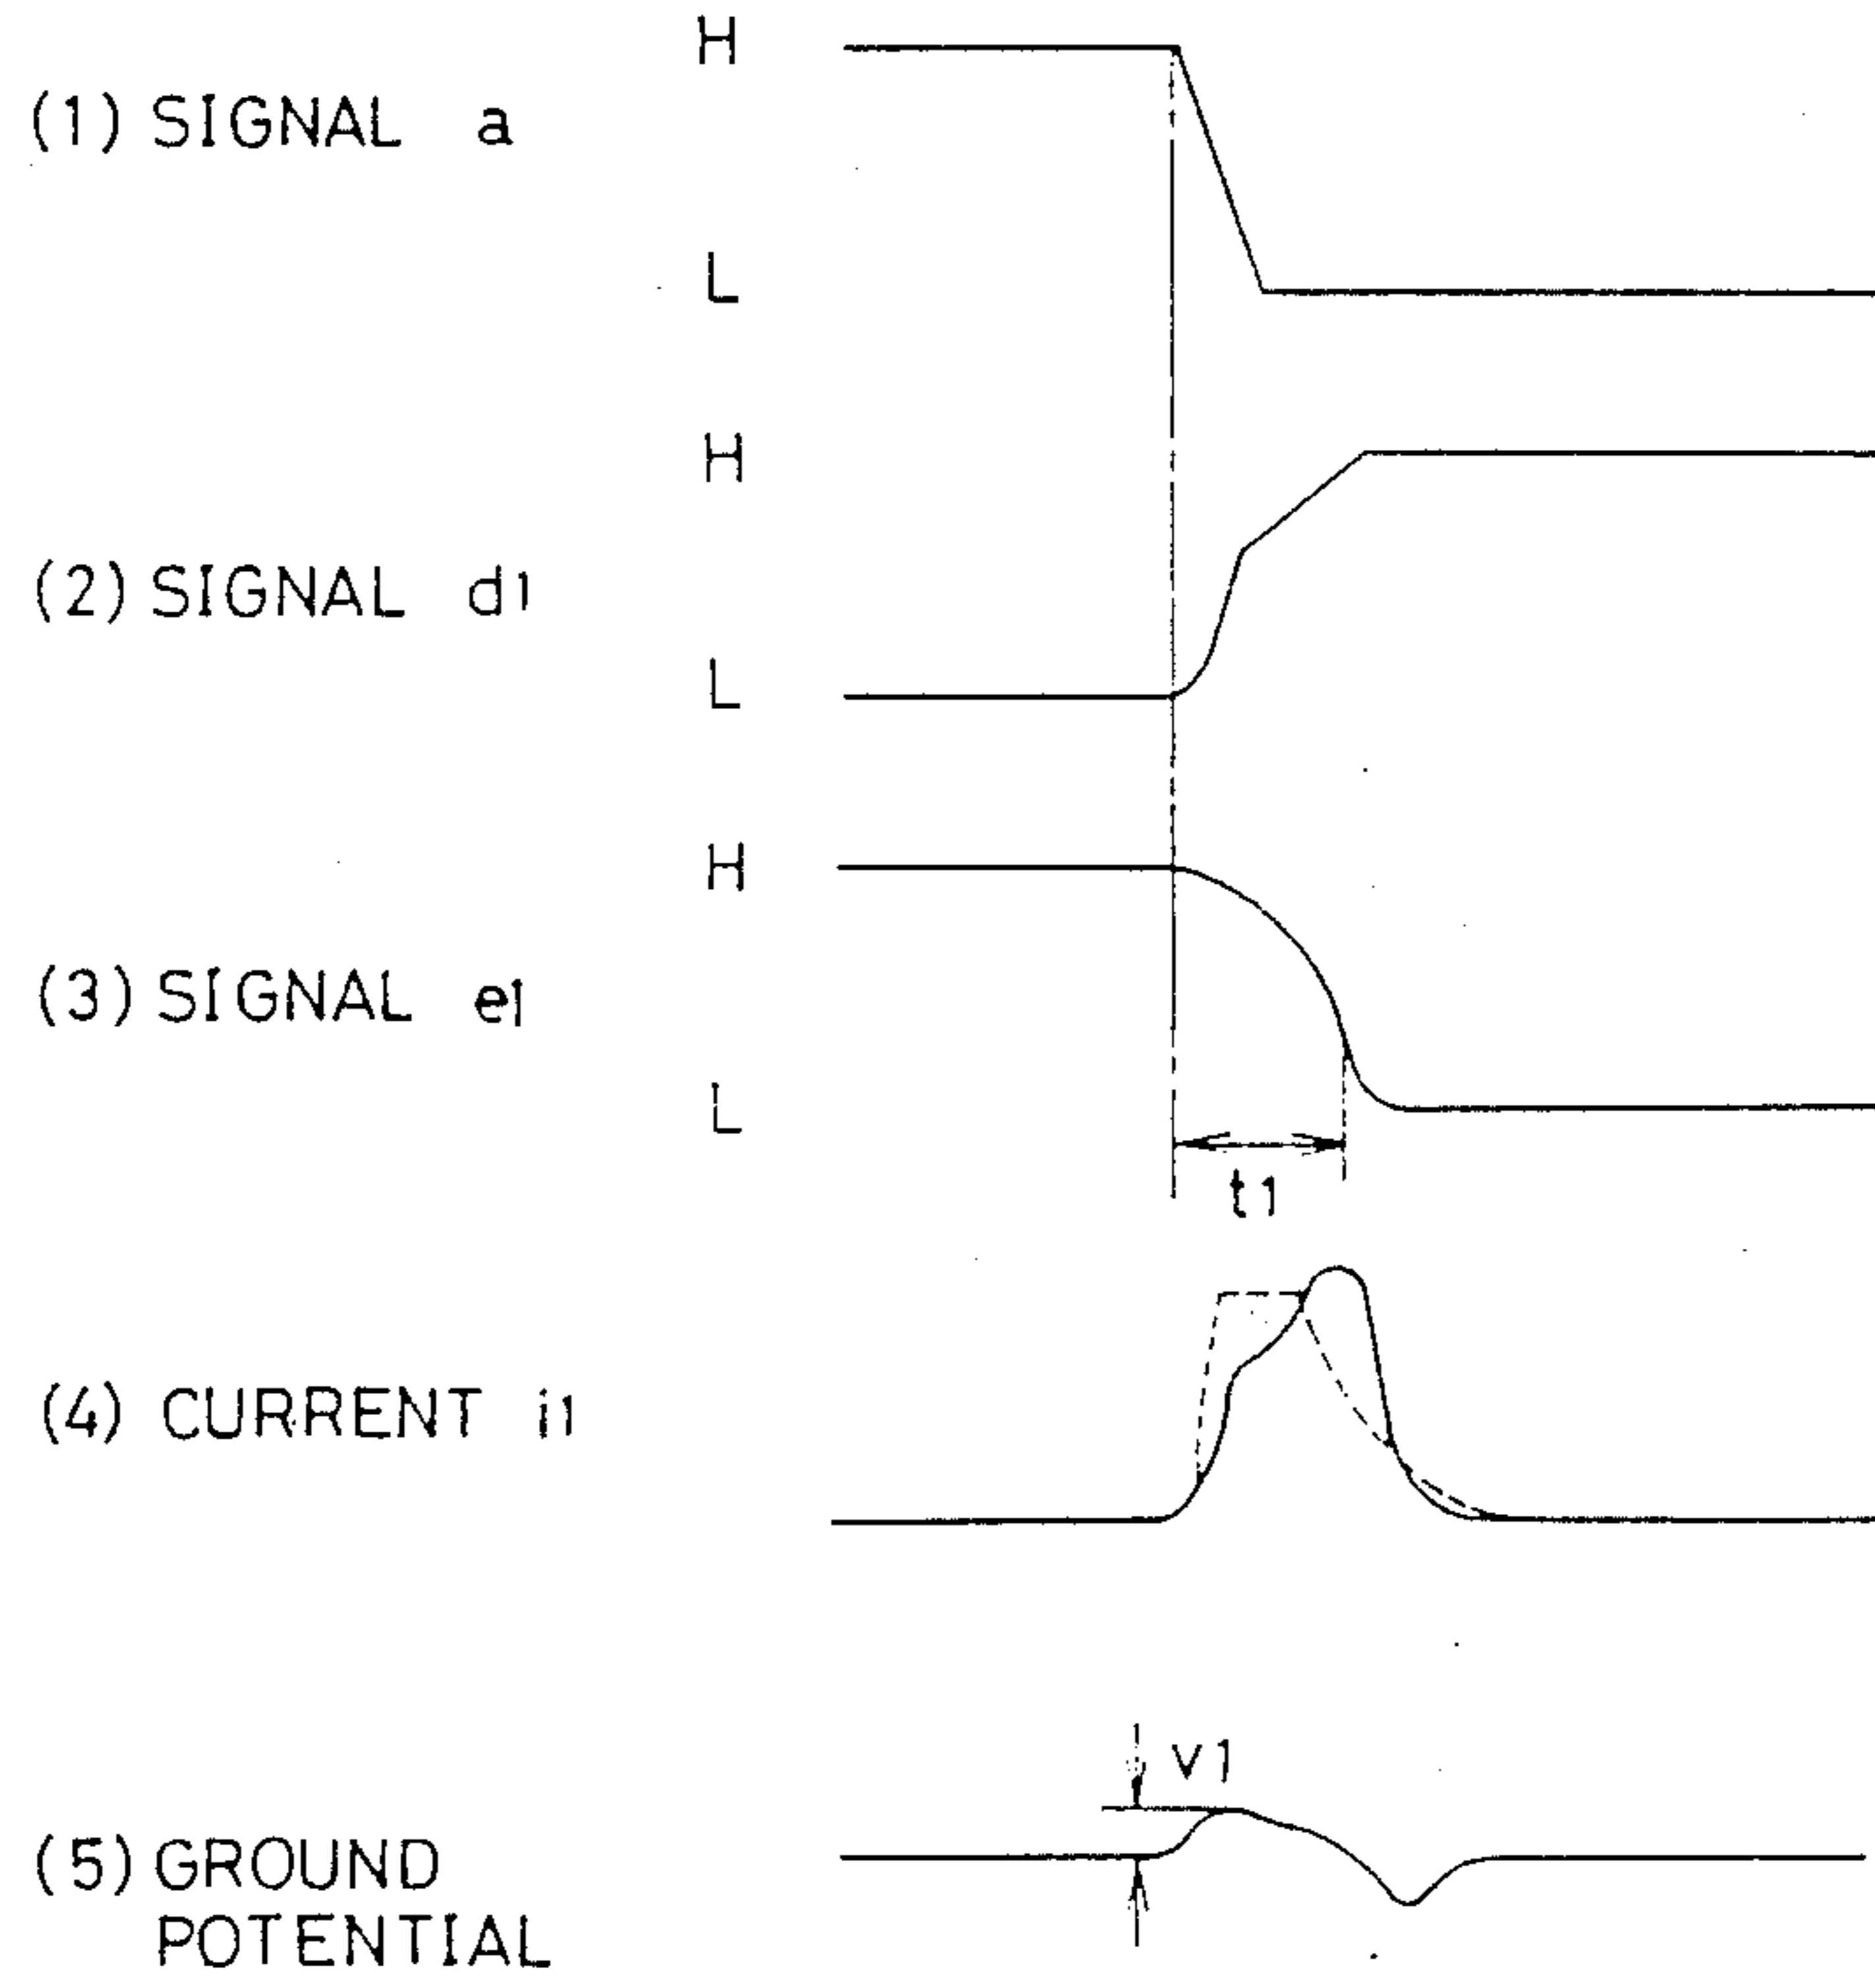 H
(1) SIGNAL a
L
H
(2) SIGNAL d1
L
H
(3) SIGNAL e1
L
t1
(4) CURRENT i1
v1
(5) GROUND
POTENTIAL